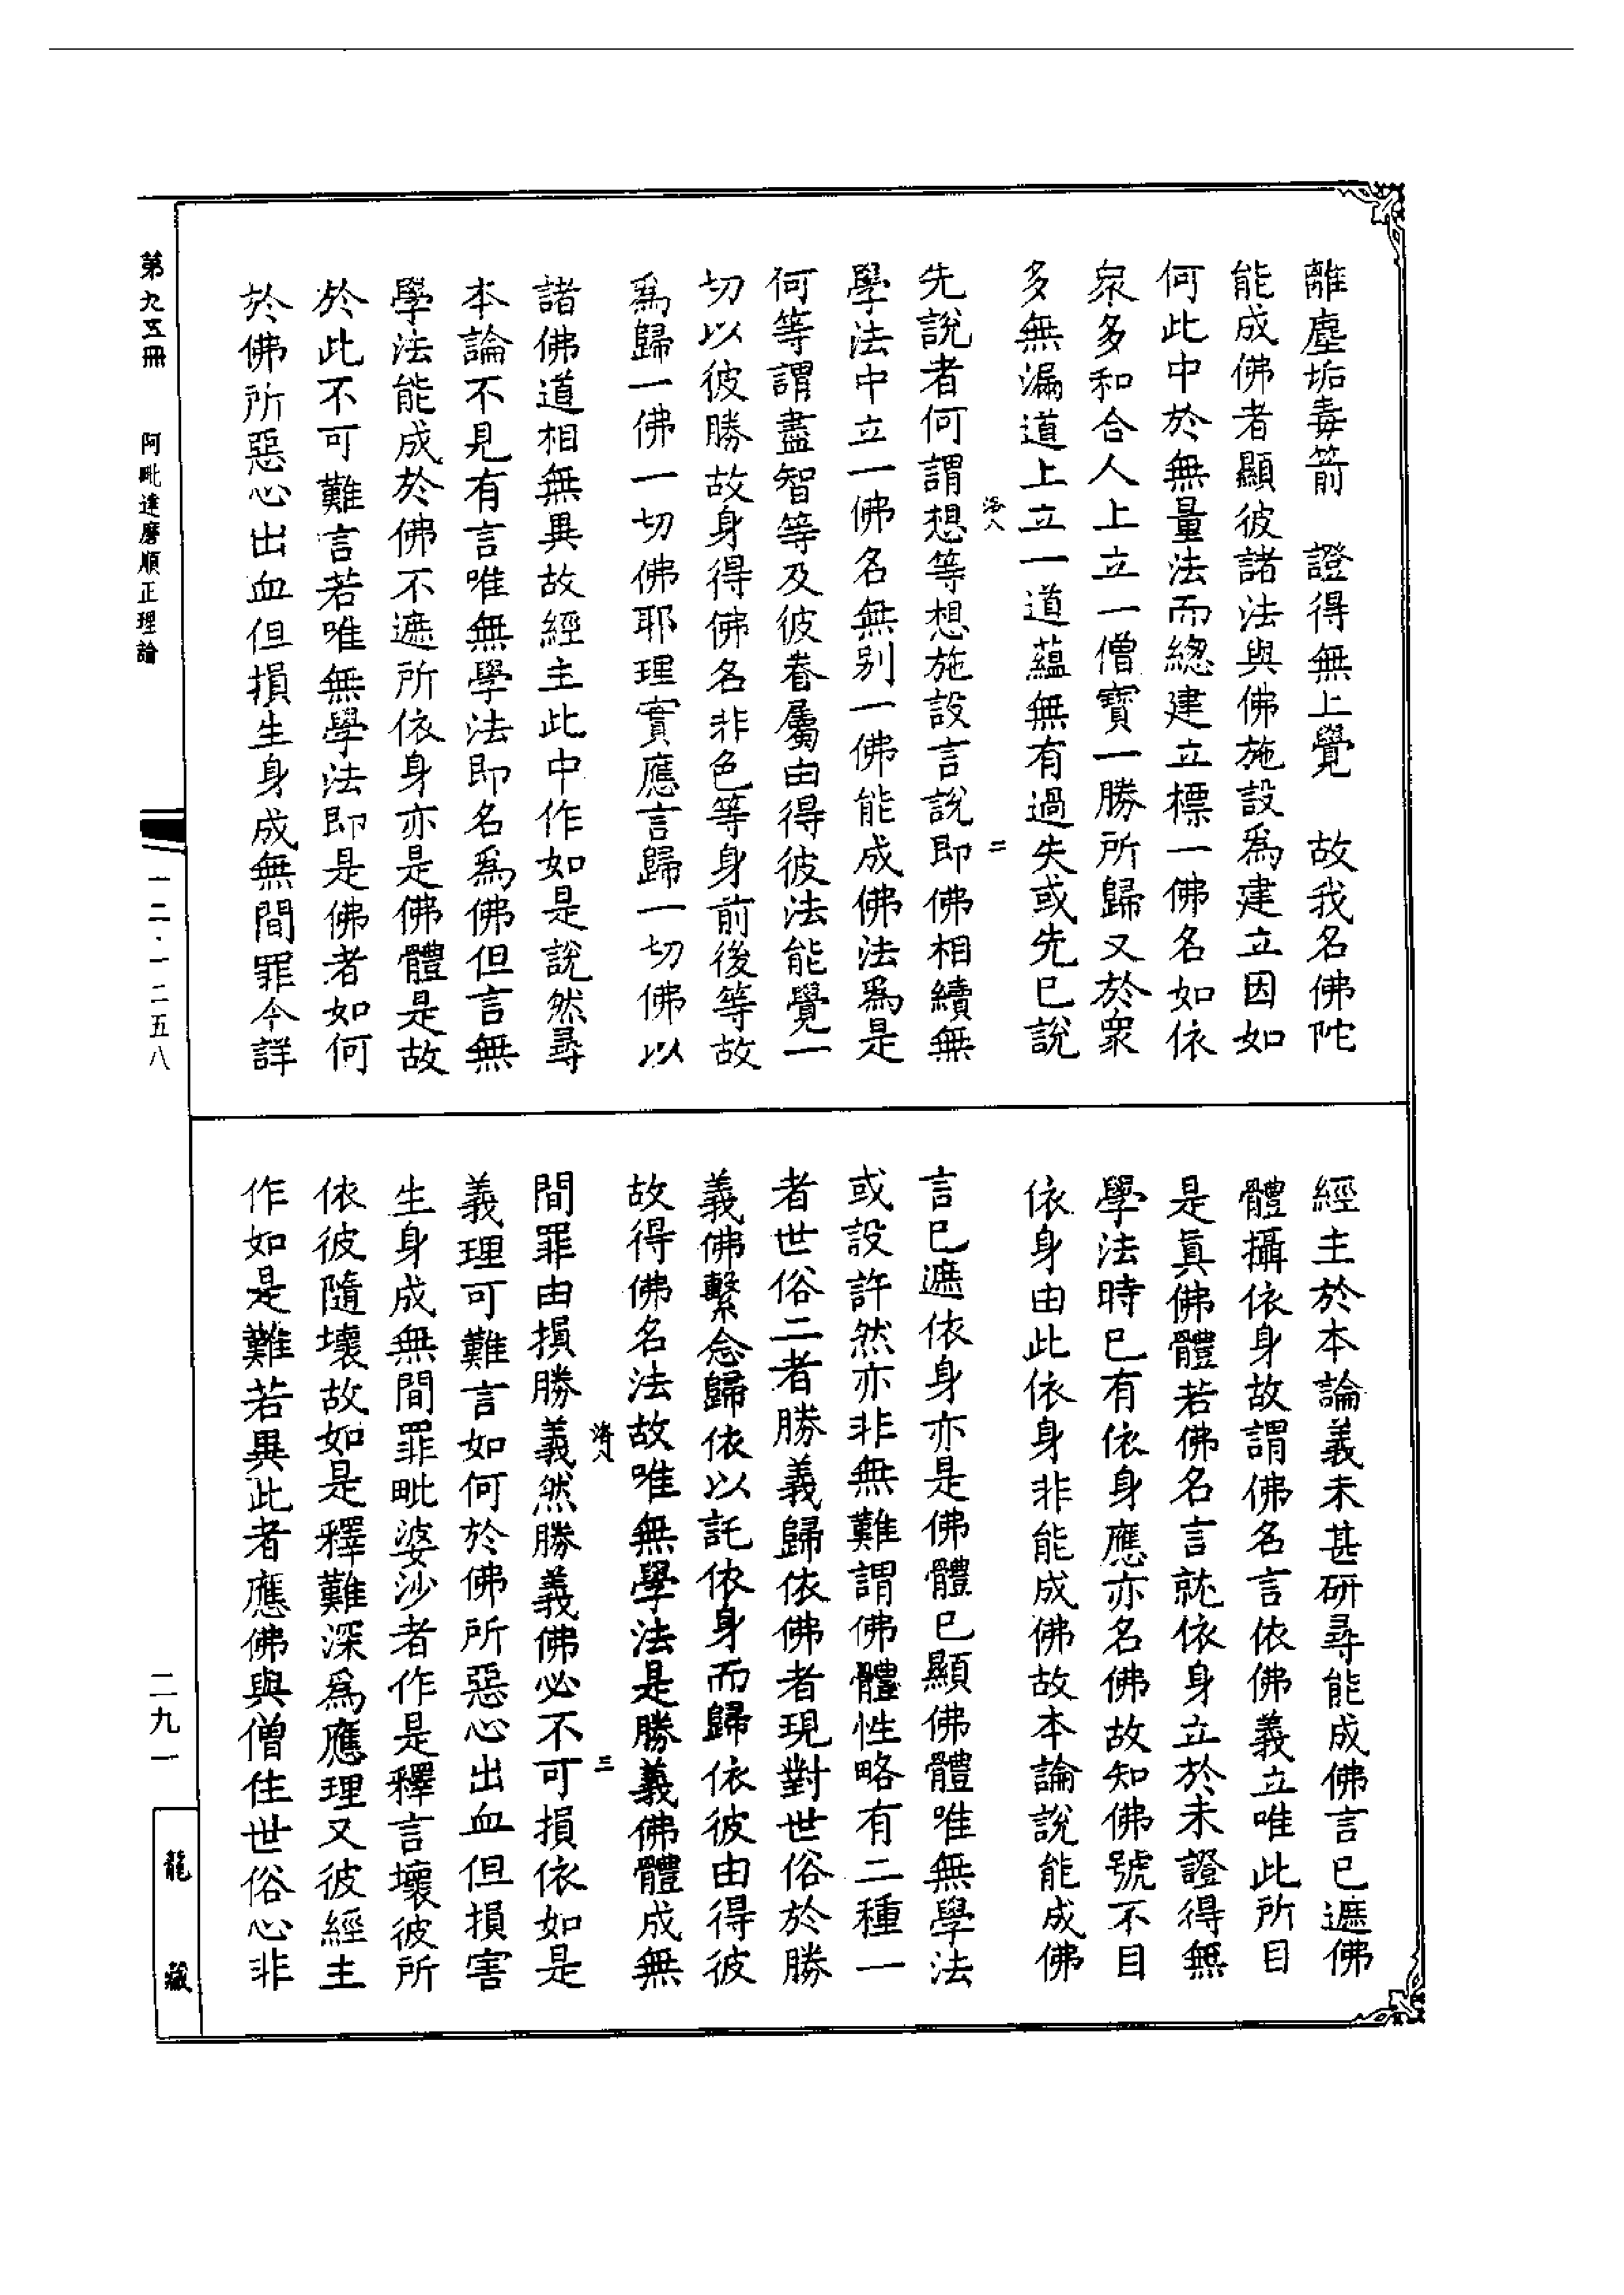 離塵垢毒箭　證得無上覺　故我名佛陀
能成佛者顯彼諸法與佛施設爲建立因如
何此中於無量法而總建立標一佛名如依
衆多和合人上立一僧寶一勝所歸又於衆
多無漏道上立一道蘊無有過失或先已說
先說者何謂想等想施設言說即佛相續無
學法中立一佛名無別一佛能成佛法爲是
何等謂盡智等及彼眷屬由得彼法能覺一
切以彼勝故身得佛名非色等身前後等故
爲歸一佛一切佛耶理實應言歸一切佛以
諸佛道相無異故經主此中作如是說然尋
本論不見有言唯無學法即名爲佛但言無
學法能成於佛不遮所依身亦是佛體是故
於此不可難言若唯無學法即是佛者如何
於佛所惡心出血但損生身成無間罪今詳
經主於本論義未甚研尋能成佛言已遮佛
體攝依身故謂佛名言依佛義立唯此所目
是眞佛體若佛名言就依身立於未證得無
學法時已有依身應亦名佛故知佛號不目
依身由此依身非能成佛故本論說能成佛
言已遮依身亦是佛體已顯佛體唯無學法
或設許然亦非無難謂佛體性略有二種一
者世俗二者勝義歸依佛者現對世俗於勝
義佛繫念歸依以託依身而歸依彼由得彼
故得佛名法故唯無學法是勝義佛體成無
間罪由損勝義然勝義佛必不可損依如是
義理可難言如何於佛所惡心出血但損害
生身成無間罪毗婆沙者作是釋言壞彼所
依彼隨壞故如是釋難深爲應理又彼經主
作如是難若異此者應佛與僧住世俗心非
第九五冊
阿毗達磨順正理論
一二·一二五八
二九一
龍藏
二
三